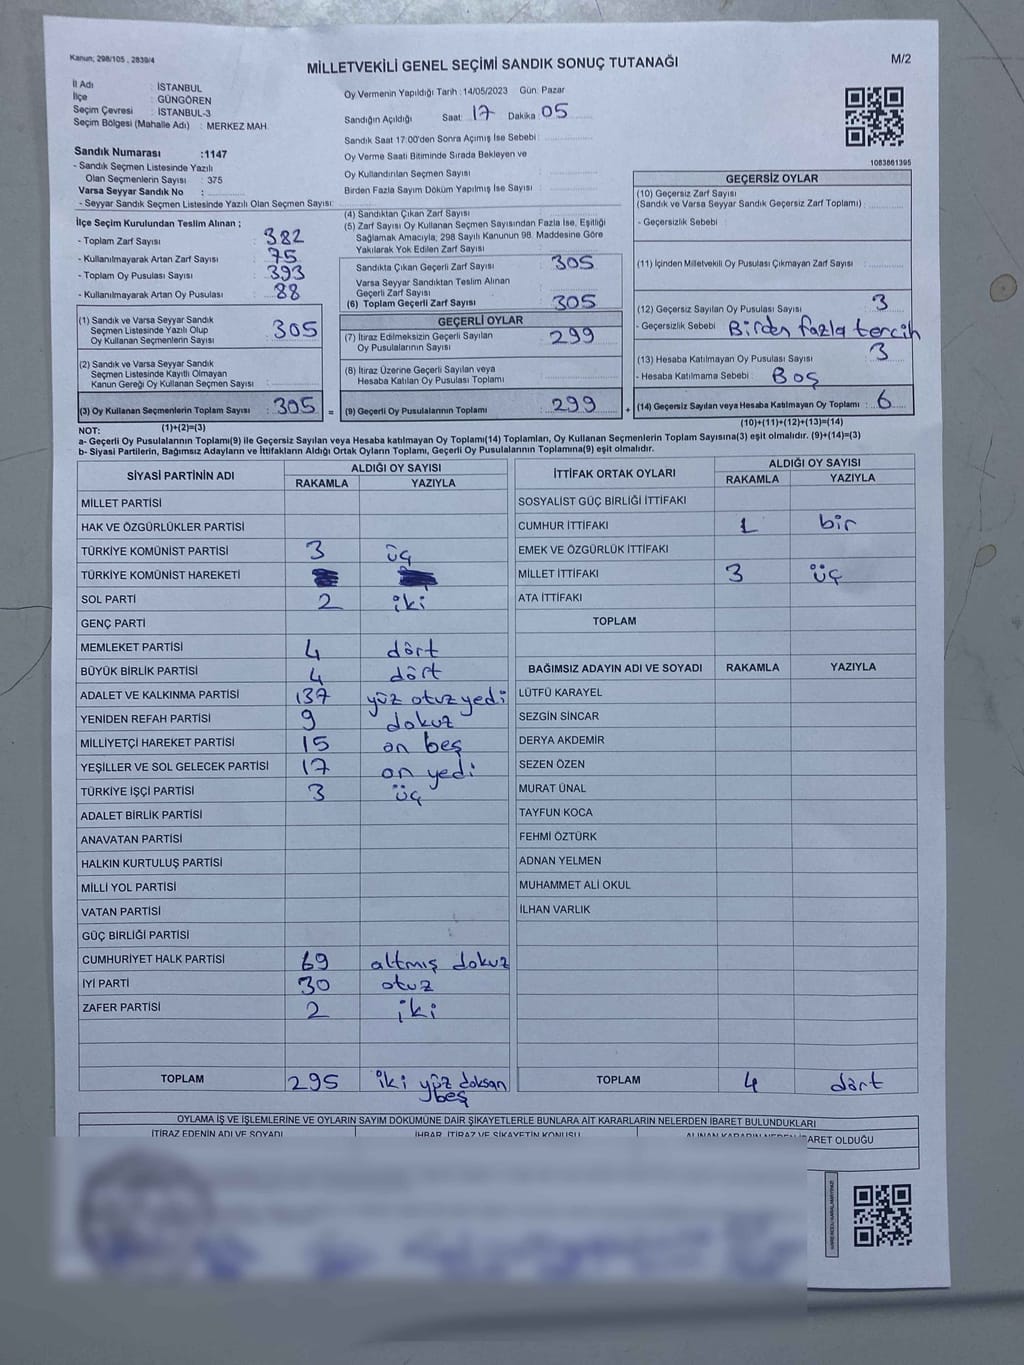 Kanun; 298/105 , 2839/4
MİLLETVEKİLİ GENEL SEÇİMİ SANDIK SONUÇ TUTANAĞI
M/2
İl Adı : İSTANBUL
İlçe : GÜNGÖREN
Seçim Çevresi : İSTANBUL-3
Seçim Bölgesi (Mahalle Adı) : MERKEZ MAH.
Sandık Numarası :1147
- Sandık Seçmen Listesinde Yazılı
Olan Seçmenlerin Sayısı : 375
Varsa Seyyar Sandık No :
- Seyyar Sandık Seçmen Listesinde Yazılı Olan Seçmen Sayısı:
Oy Vermenin Yapıldığı Tarih :14/05/2023 Gün: Pazar
Sandığın Açıldığı Saat: 17 Dakika 05
Sandık Saat 17:00'den Sonra Açımış İse Sebebi :
Oy Verme Saati Bitiminde Sırada Bekleyen ve
Oy Kullandırılan Seçmen Sayısı :
Birden Fazla Sayım Döküm Yapılmış İse Sayısı :
1083661395
İlçe Seçim Kurulundan Teslim Alınan ;
- Toplam Zarf Sayısı : 382
- Kullanılmayarak Artan Zarf Sayısı : 75
- Toplam Oy Pusulası Sayısı : 393
- Kullanılmayarak Artan Oy Pusulası : 88
(1) Sandık ve Varsa Seyyar Sandık
Seçmen Listesinde Yazılı Olup
Oy Kullanan Seçmenlerin Sayısı : 305
(2) Sandık ve Varsa Seyyar Sandık
Seçmen Listesinde Kayıtlı Olmayan
Kanun Gereği Oy Kullanan Seçmen Sayısı :
(3) Oy Kullanan Seçmenlerin Toplam Sayısı : 305 =
(1)+(2)=(3)
(4) Sandıktan Çıkan Zarf Sayısı :
(5) Zarf Sayısı Oy Kullanan Seçmen Sayısından Fazla İse, Eşitliği
Sağlamak Amacıyla, 298 Sayılı Kanunun 98. Maddesine Göre
Yakılarak Yok Edilen Zarf Sayısı :
Sandıkta Çıkan Geçerli Zarf Sayısı : 305
Varsa Seyyar Sandıktan Teslim Alınan
Geçerli Zarf Sayısı :
(6) Toplam Geçerli Zarf Sayısı : 305
GEÇERLİ OYLAR
(7) İtiraz Edilmeksizin Geçerli Sayılan
Oy Pusulalarının Sayısı : 299
(8) İtiraz Üzerine Geçerli Sayılan veya
Hesaba Katılan Oy Pusulası Toplamı :
(9) Geçerli Oy Pusulalarının Toplamı : 299 +
GEÇERSİZ OYLAR
(10) Geçersiz Zarf Sayısı
(Sandık ve Varsa Seyyar Sandık Geçersiz Zarf Toplamı) :
- Geçersizlik Sebebi :
(11) İçinden Milletvekili Oy Pusulası Çıkmayan Zarf Sayısı :
(12) Geçersiz Sayılan Oy Pusulası Sayısı : 3
- Geçersizlik Sebebi : Birden fazla tercih
(13) Hesaba Katılmayan Oy Pusulası Sayısı : 3
- Hesaba Katılmama Sebebi : Boş
(14) Geçersiz Sayılan veya Hesaba Katılmayan Oy Toplamı : 6
(10)+(11)+(12)+(13)=(14)
NOT:
a- Geçerli Oy Pusulalarının Toplamı(9) ile Geçersiz Sayılan veya Hesaba katılmayan Oy Toplamı(14) Toplamları, Oy Kullanan Seçmenlerin Toplam Sayısına(3) eşit olmalıdır. (9)+(14)=(3)
b- Siyasi Partilerin, Bağımsız Adayların ve İttifakların Aldığı Oyların Toplamı, Geçerli Oy Pusulalarının Toplamına(9) eşit olmalıdır.
SİYASİ PARTİNİN ADI ALDIĞI OY SAYISI
RAKAMLA YAZIYLA
MİLLET PARTİSİ
HAK VE ÖZGÜRLÜKLER PARTİSİ
TÜRKİYE KOMÜNİST PARTİSİ 3 üç
TÜRKİYE KOMÜNİST HAREKETİ
SOL PARTİ 2 iki
GENÇ PARTİ
MEMLEKET PARTİSİ 4 dört
BÜYÜK BİRLİK PARTİSİ 4 dört
ADALET VE KALKINMA PARTİSİ 137 yüz otuz yedi
YENİDEN REFAH PARTİSİ 9 dokuz
MİLLİYETÇİ HAREKET PARTİSİ 15 on beş
YEŞİLLER VE SOL GELECEK PARTİSİ 17 on yedi
TÜRKİYE İŞÇİ PARTİSİ 3 üç
ADALET BİRLİK PARTİSİ
ANAVATAN PARTİSİ
HALKIN KURTULUŞ PARTİSİ
MİLLİ YOL PARTİSİ
VATAN PARTİSİ
GÜÇ BİRLİĞİ PARTİSİ
CUMHURİYET HALK PARTİSİ 69 altmış dokuz
İYİ PARTİ 30 otuz
ZAFER PARTİSİ 2 iki
TOPLAM 295 iki yüz doksan
beş
İTTİFAK ORTAK OYLARI ALDIĞI OY SAYISI
RAKAMLA YAZIYLA
SOSYALİST GÜÇ BİRLİĞİ İTTİFAKI
CUMHUR İTTİFAKI 1 bir
EMEK VE ÖZGÜRLÜK İTTİFAKI
MİLLET İTTİFAKI 3 üç
ATA İTTİFAKI
TOPLAM
BAĞIMSIZ ADAYIN ADI VE SOYADI RAKAMLA YAZIYLA
LÜTFÜ KARAYEL
SEZGİN SİNCAR
DERYA AKDEMİR
SEZEN ÖZEN
MURAT ÜNAL
TAYFUN KOCA
FEHMİ ÖZTÜRK
ADNAN YELMEN
MUHAMMET ALİ OKUL
İLHAN VARLIK
TOPLAM 4 dört
OYLAMA İŞ VE İŞLEMLERİNE VE OYLARIN SAYIM DÖKÜMÜNE DAİR ŞİKAYETLERLE BUNLARA AİT KARARLARIN NELERDEN İBARET BULUNDUKLARI
İTİRAZ EDENİN ADI VE SOYADI İHBAR, İTİRAZ VE ŞİKAYETİN KONUSU ALINAN KARARIN NEDEN İBARET OLDUĞU